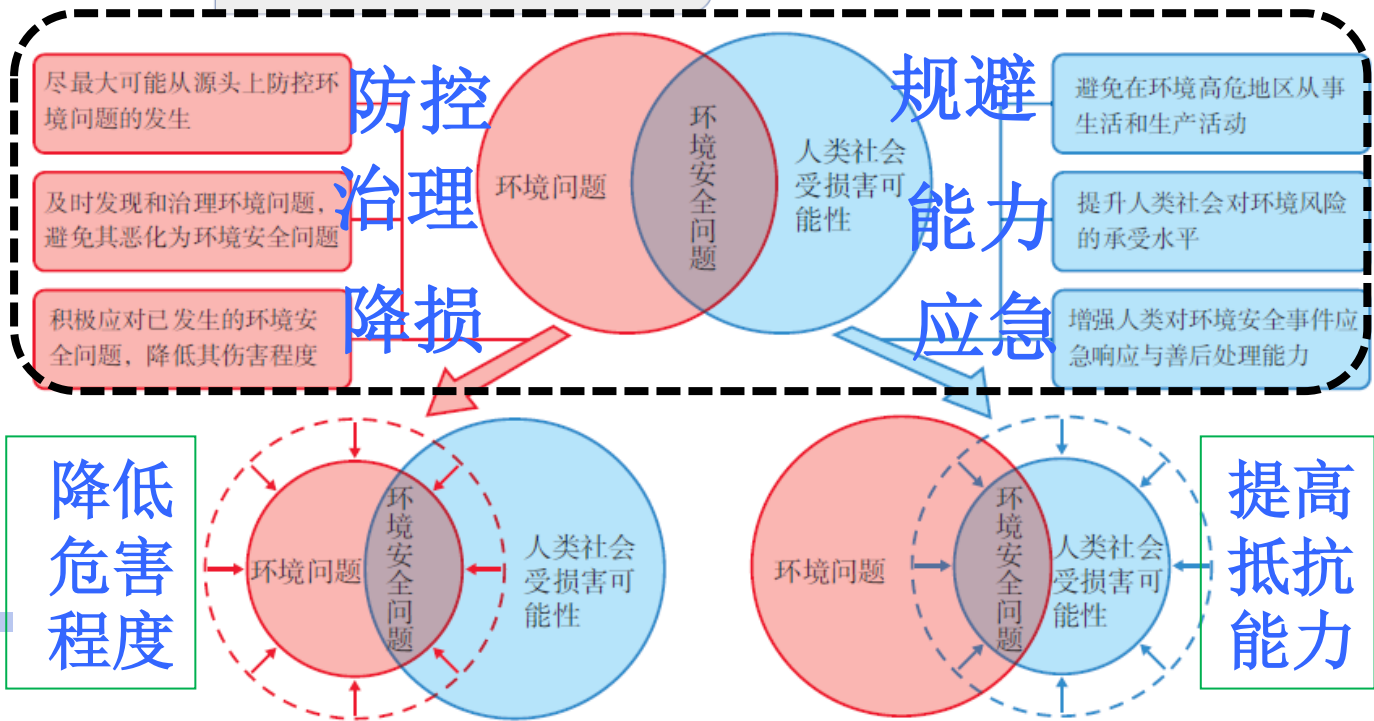 尽最大可能从源头上防控环
境问题的发生
及时发现和治理环境问题，
避免其恶化为环境安全问题
积极应对已发生的环境安
全问题，降低其伤害程度
防控
治理
降损
环境问题
环境安全问题
人类社会
受损害可
能性
规避
能力
应急
避免在环境高危地区从事
生活和生产活动
提升人类社会对环境风险
的承受水平
增强人类对环境安全事件应
急响应与善后处理能力
降低
危害
程度
环境问题
环境安全问题
人类社会
受损害可
能性
环境问题
环境安全问题
人类社会
受损害可
能性
提高
抵抗
能力